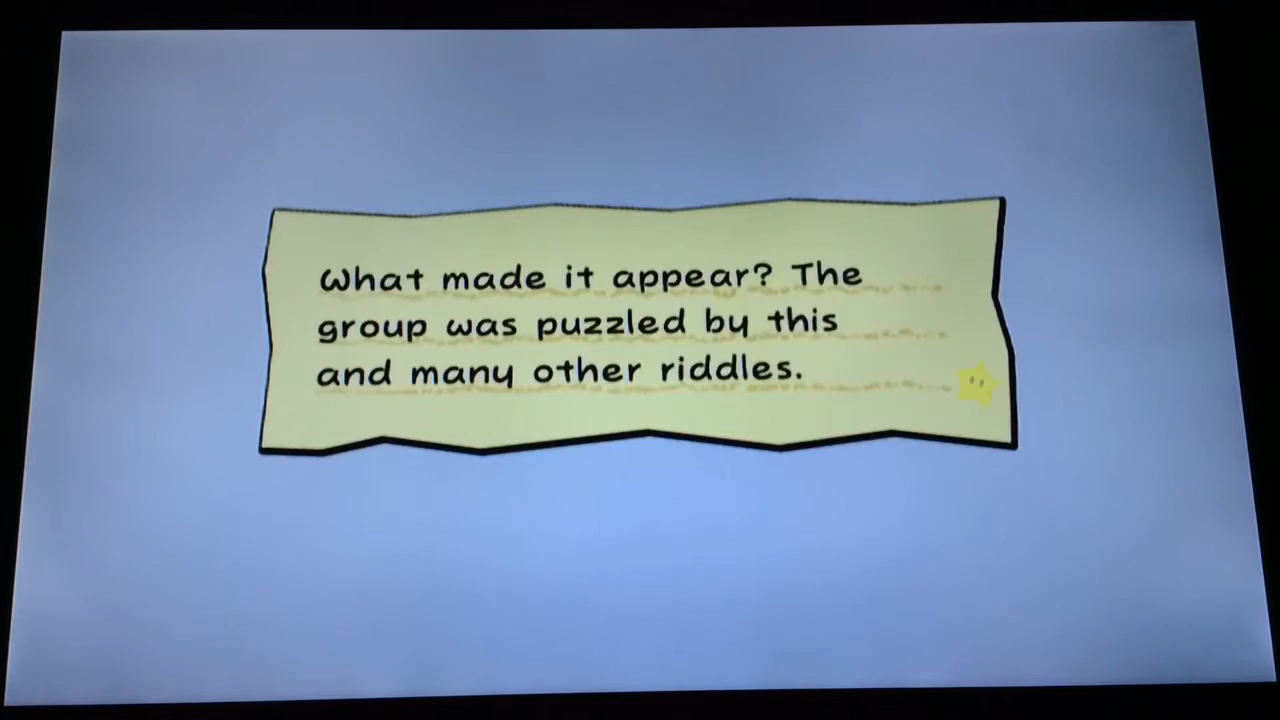 What made it appear? The
group was puzzled by this
and many other riddles.